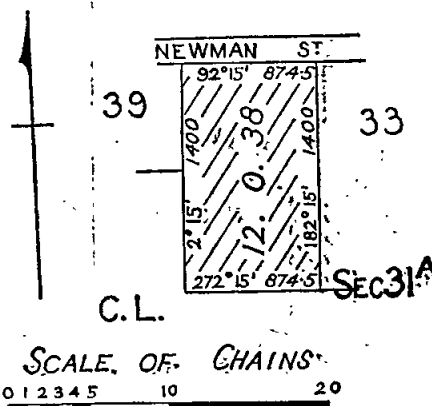 NEWMAN ST.
92°15' 874·5
39
33
1400
12. 0. 38
1400
2°15'
182°15'
272°15' 874·5
SEC 31A
C.L.
SCALE OF CHAINS
0 1 2 3 4 5 10 20